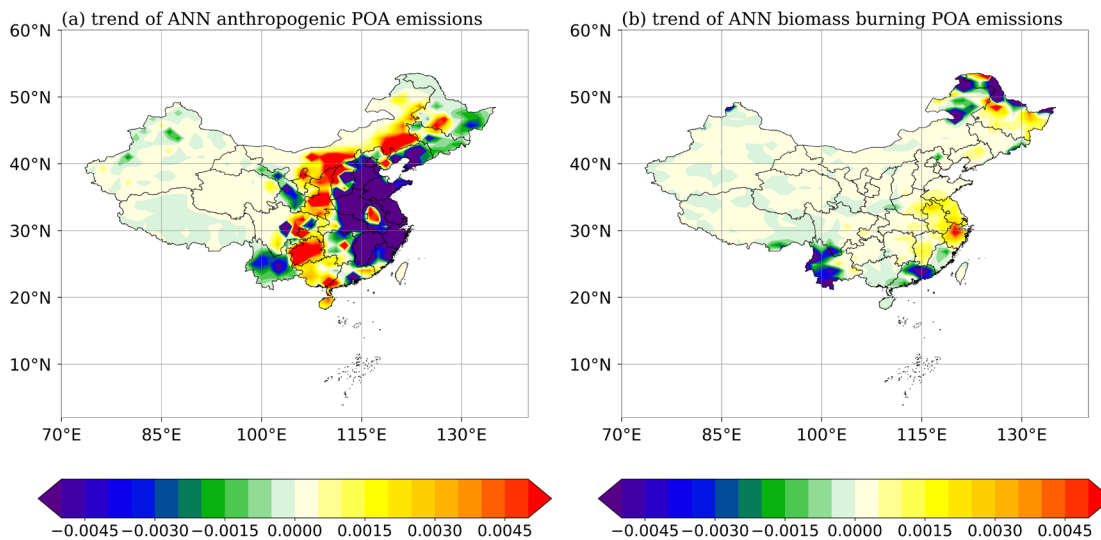 (a) trend of ANN anthropogenic POA emissions
60°N
50°N
40°N
30°N
20°N
10°N
70°E 85°E 100°E 115°E 130°E
−0.0045 −0.0030 −0.0015 0.0000 0.0015 0.0030 0.0045
(b) trend of ANN biomass burning POA emissions
60°N
50°N
40°N
30°N
20°N
10°N
70°E 85°E 100°E 115°E 130°E
−0.0045 −0.0030 −0.0015 0.0000 0.0015 0.0030 0.0045